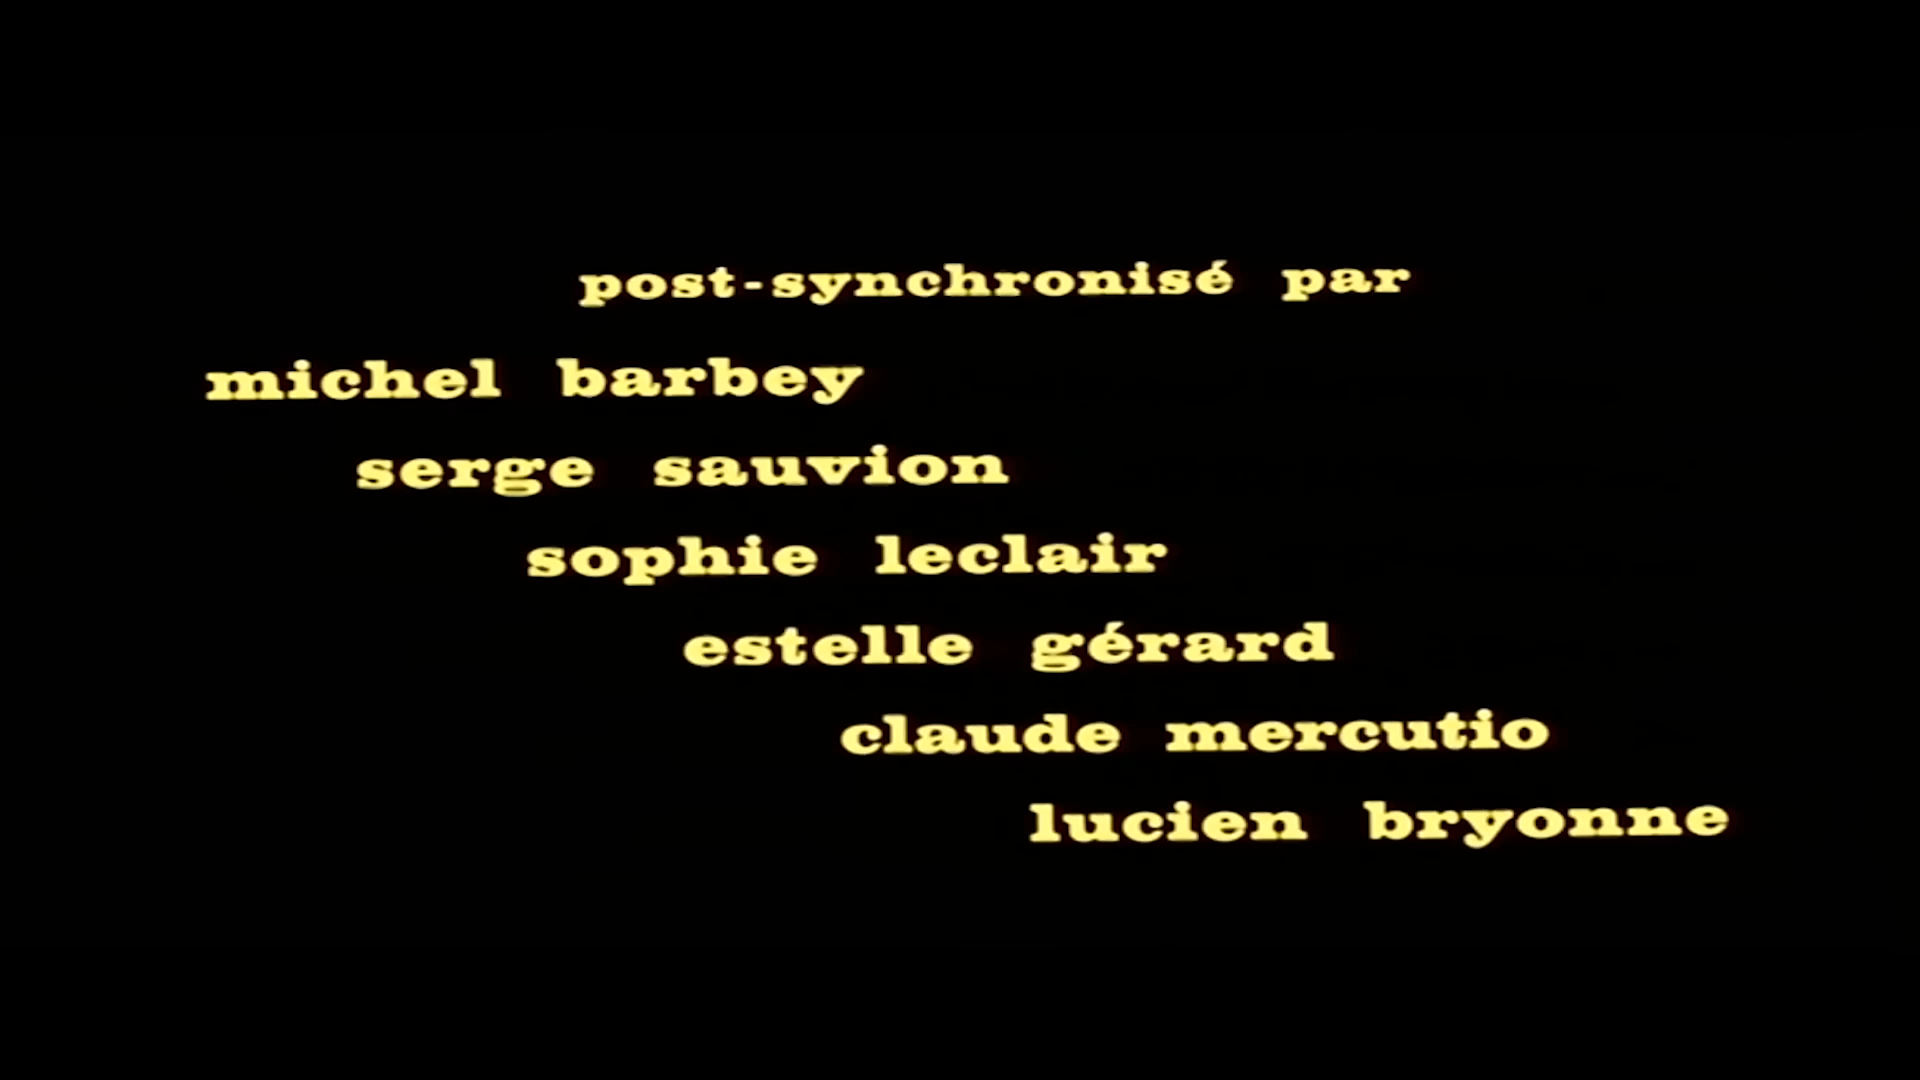 post-synchronisé par
michel barbey
serge sauvion
sophie leclair
estelle gérard
claude mercutio
lucien bryonne